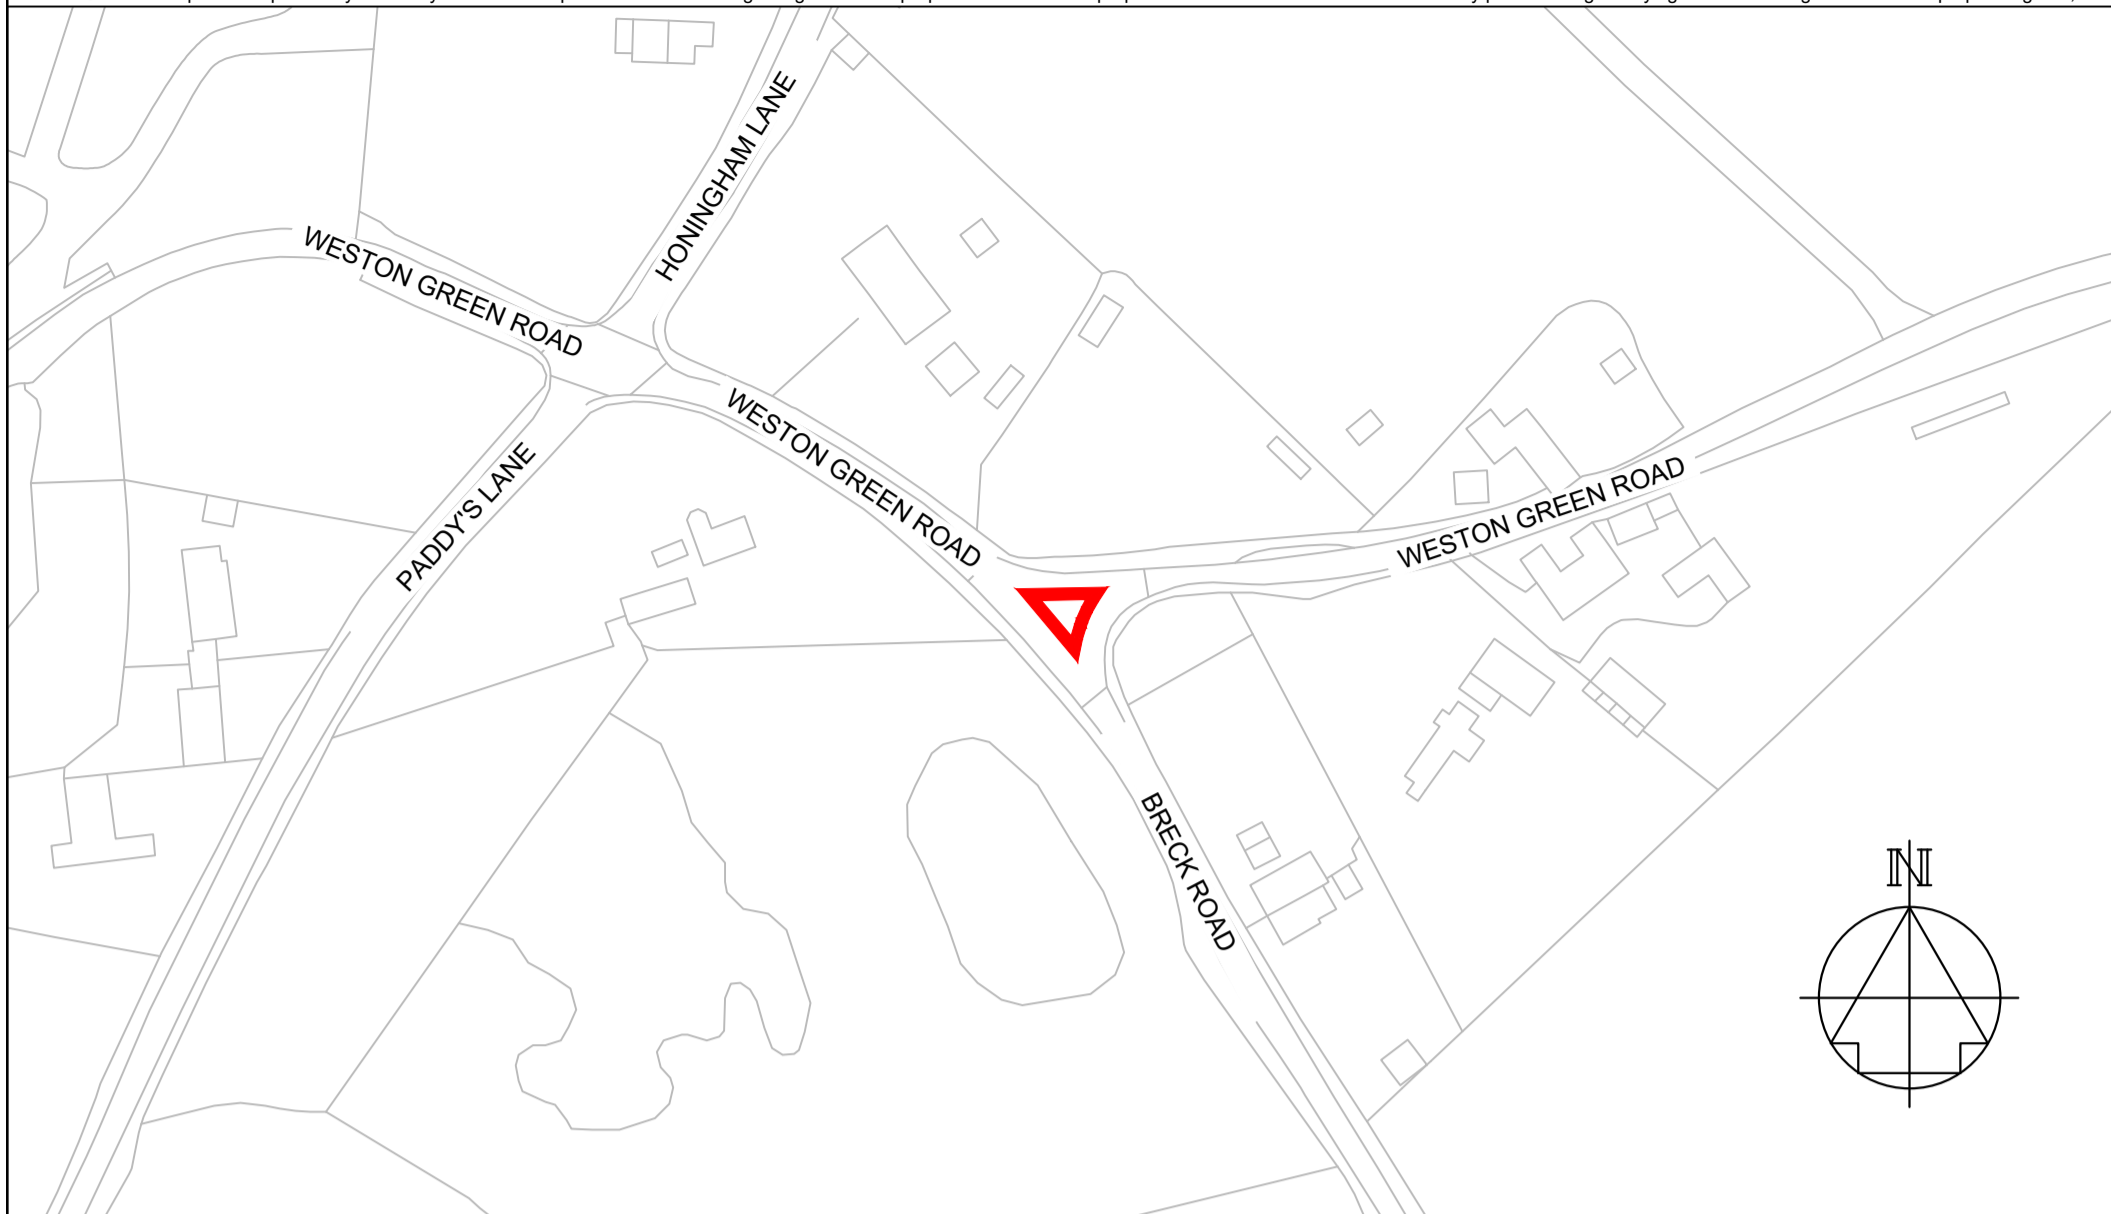 HONINGHAM LANE
WESTON GREEN ROAD
WESTON GREEN ROAD
PADDY'S LANE
WESTON GREEN ROAD
BRECK ROAD
N